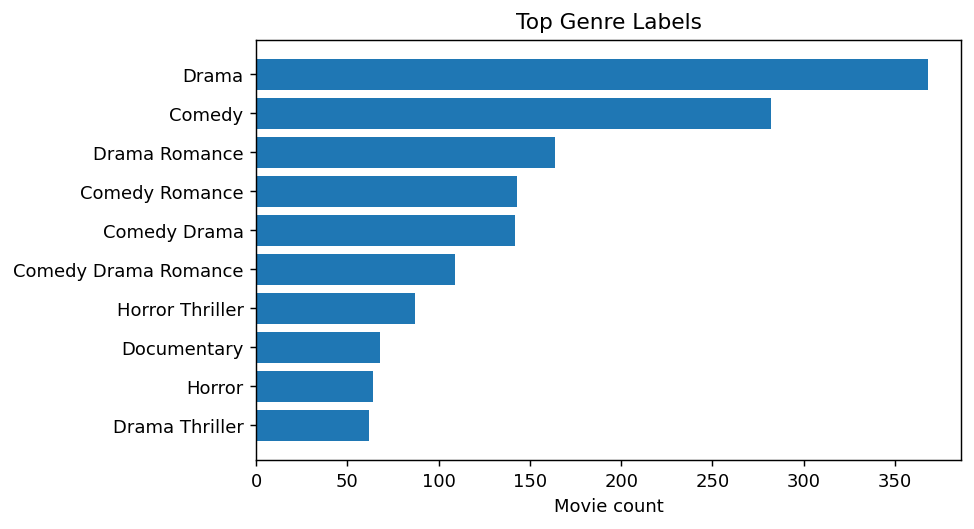 Top Genre Labels
Drama
Comedy
Drama Romance
Comedy Romance
Comedy Drama
Comedy Drama Romance
Horror Thriller
Documentary
Horror
Drama Thriller
0 50 100 150 200 250 300 350
Movie count